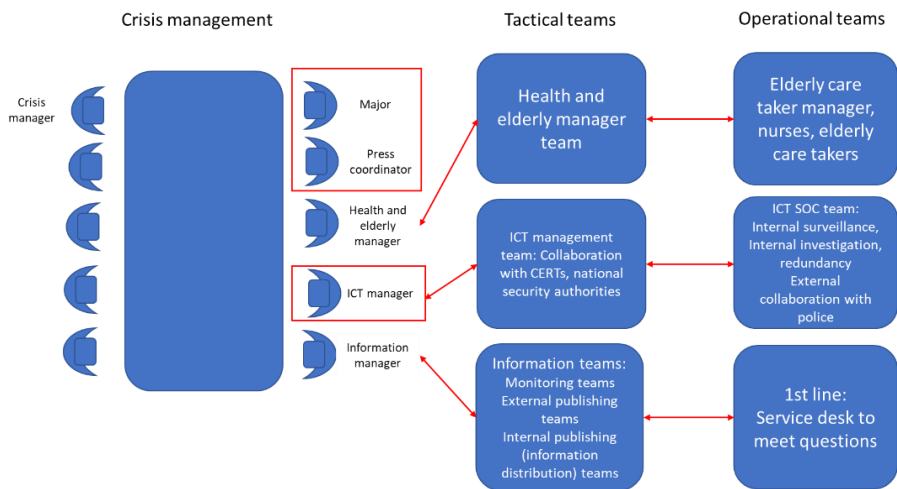 Crisis management
Tactical teams
Operational teams
Crisis
manager
Major
Press
coordinator
Health and
elderly
manager
ICT manager
Information
manager
Health and
elderly manager
team
ICT management
team: Collaboration
with CERTs, national
security authorities
Information teams:
Monitoring teams
External publishing
teams
Internal publishing
(information
distribution) teams
Elderly care
taker manager,
nurses, elderly
care takers
ICT SOC team:
Internal surveillance,
Internal investigation,
redundancy
External
collaboration with
police
1st line:
Service desk to
meet questions